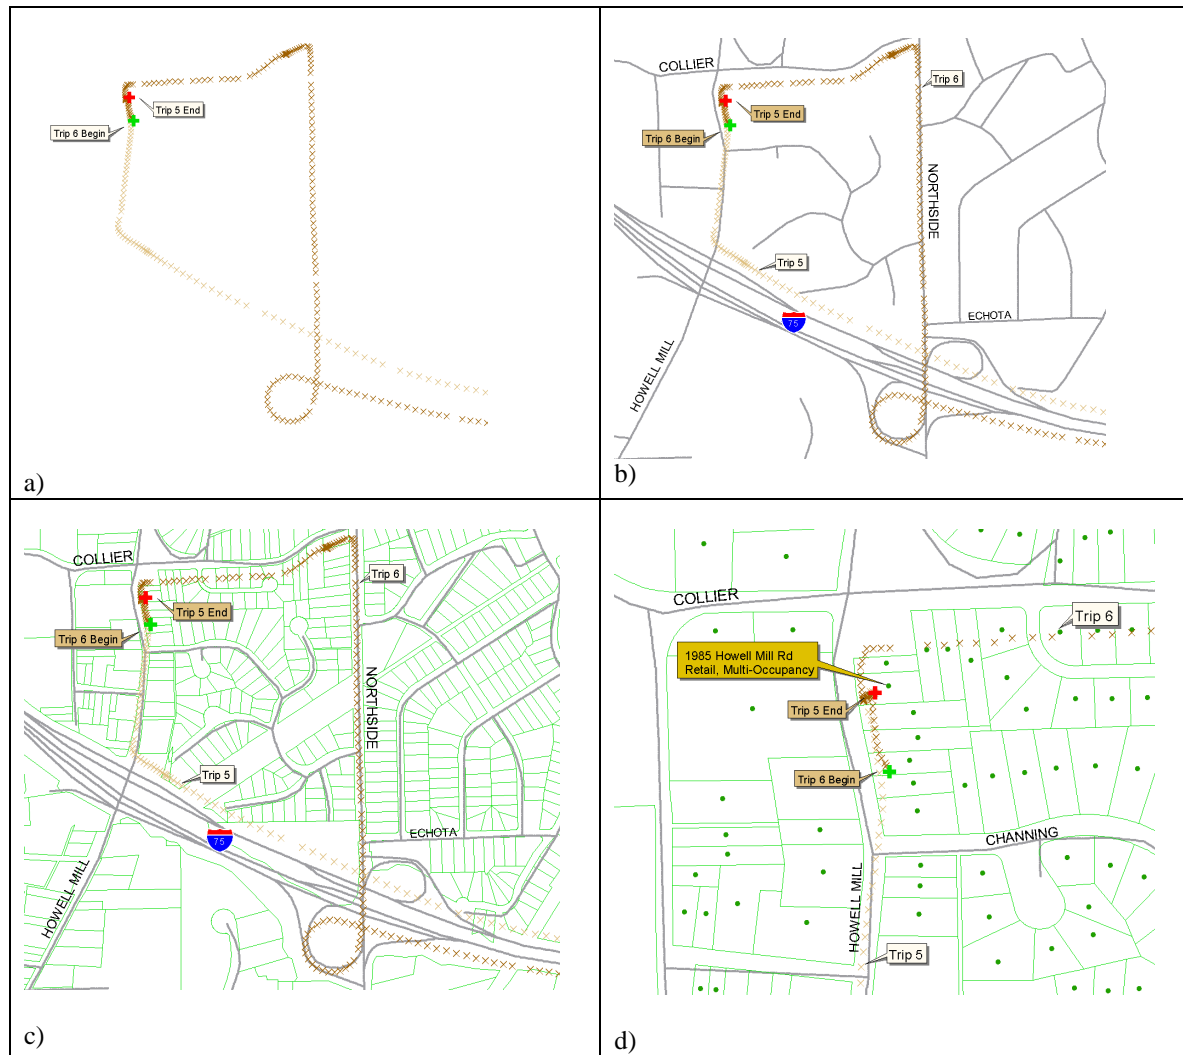 Trip 5 End
Trip 6 Begin
a)
COLLIER
Trip 6
Trip 5 End
Trip 6 Begin
NORTHSIDE
Trip 5
75
ECHOTA
HOWELL MILL
b)
COLLIER
Trip 6
Trip 5 End
Trip 6 Begin
NORTHSIDE
Trip 5
75
ECHOTA
HOWELL MILL
c)
COLLIER
Trip 6
1985 Howell Mill Rd
Retail, Multi-Occupancy
Trip 5 End
Trip 6 Begin
CHANNING
HOWELL MILL
Trip 5
d)